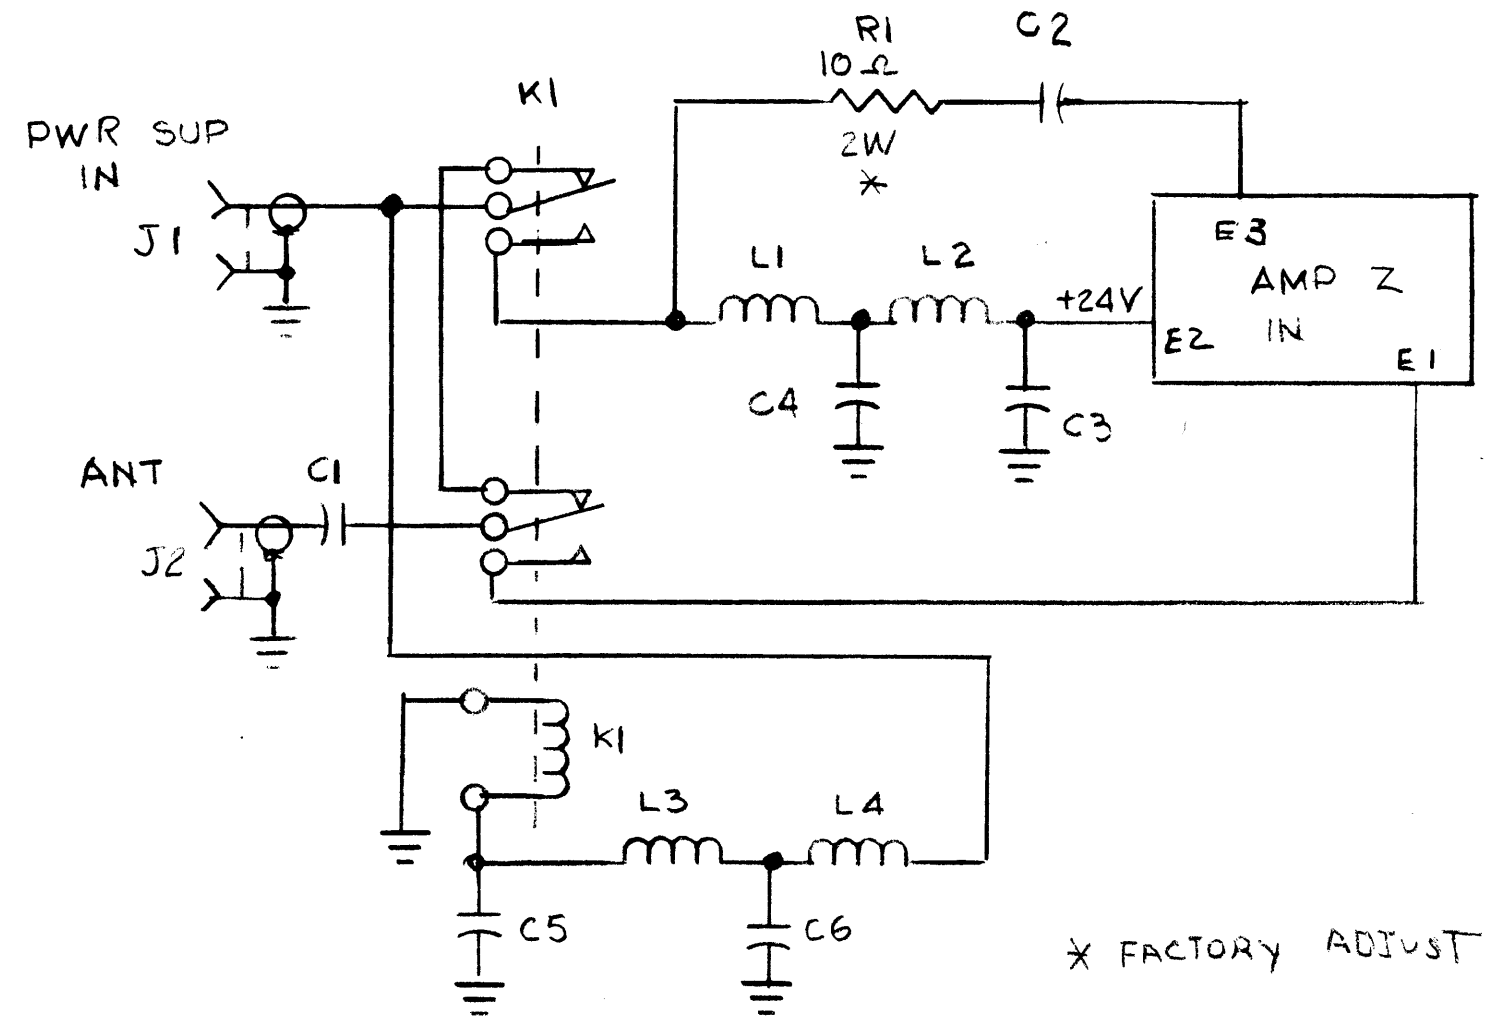 R1
C2
10 Ω
K1
PWR SUP
IN
2W
*
J1
E3
L1
L2
AMP Z
IN
+24V
E2
E1
C4
C3
ANT
C1
J2
K1
L3
L4
C5
C6
* FACTORY ADJUST